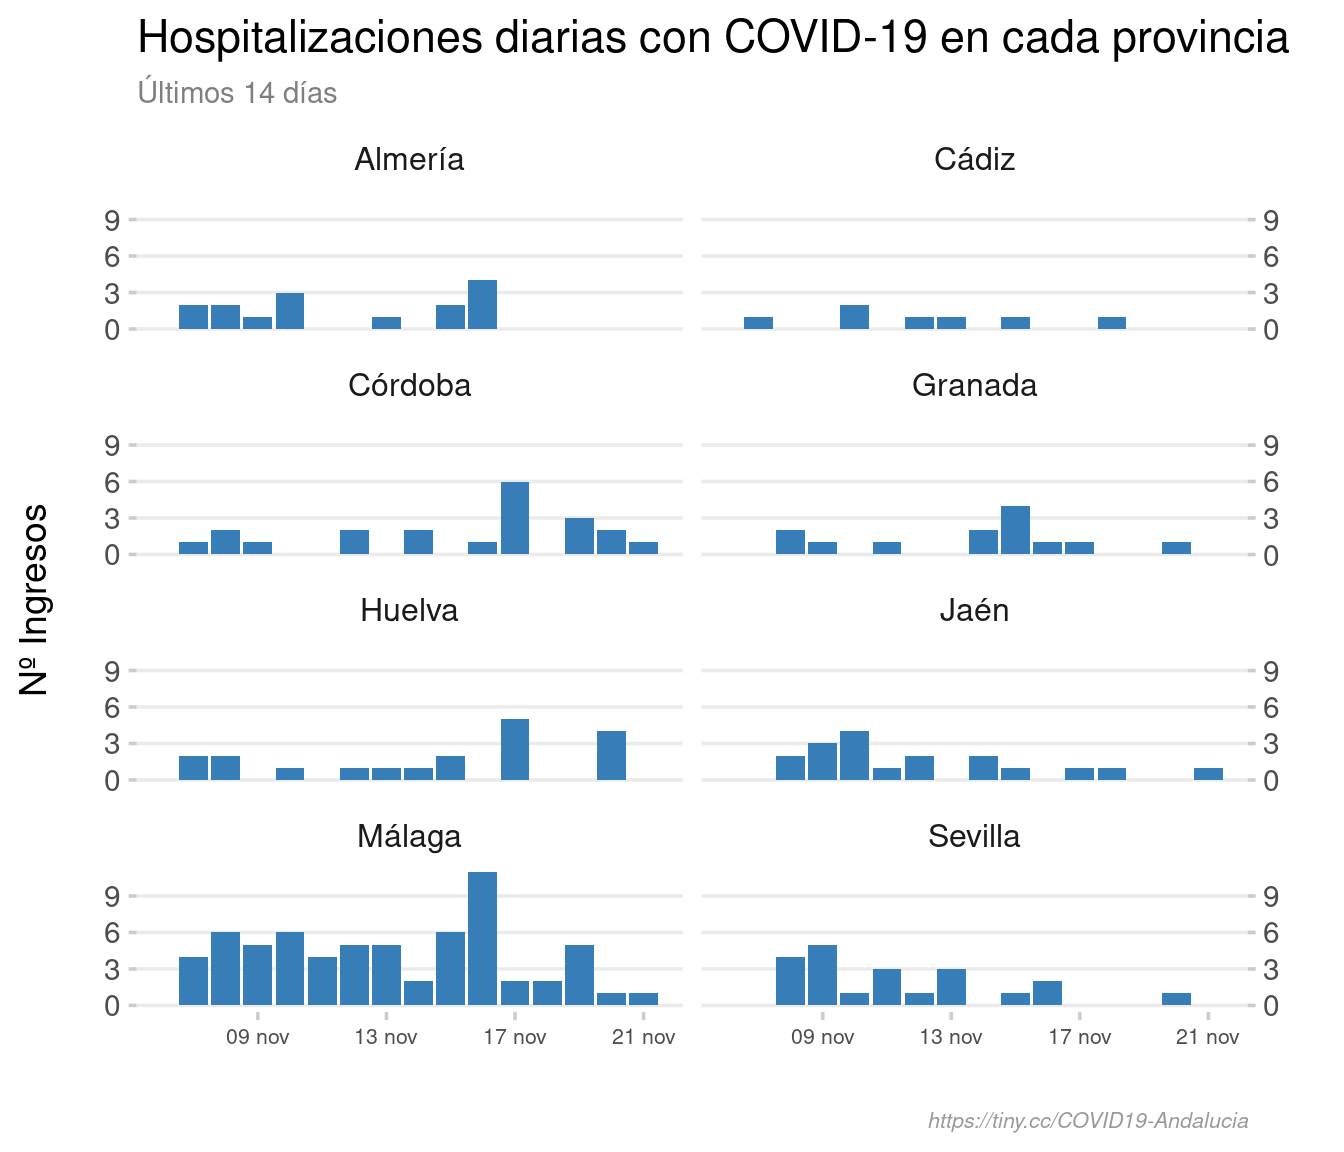 Hospitalizaciones diarias con COVID-19 en cada provincia
Últimos 14 días
Almería
Cádiz
9
6
3
0
9
6
3
0
Córdoba
Granada
9
6
3
0
9
6
3
0
Nº Ingresos
Huelva
Jaén
9
6
3
0
9
6
3
0
Málaga
Sevilla
9
6
3
0
9
6
3
0
09 nov 13 nov 17 nov 21 nov
09 nov 13 nov 17 nov 21 nov
https://tiny.cc/COVID19-Andalucia